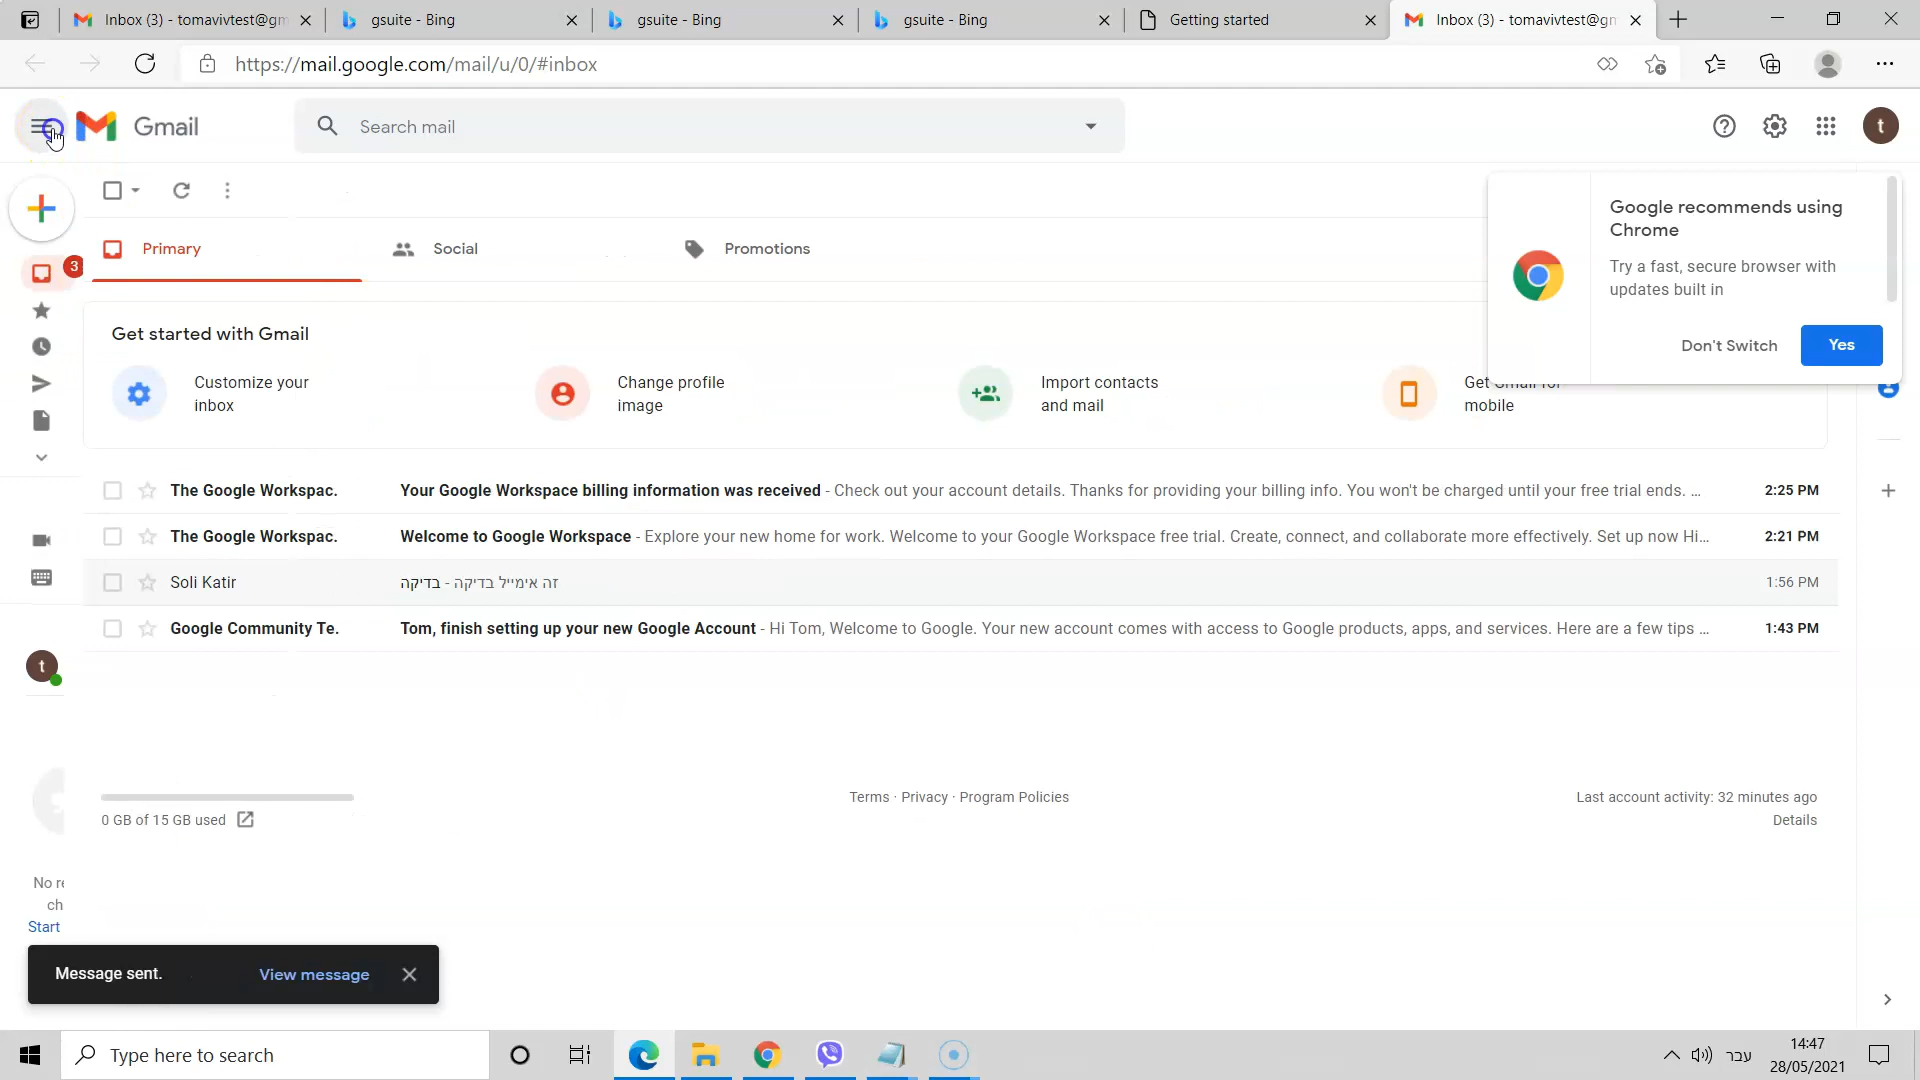 Inbox (3) - tomavivtest@gm
gsuite - Bing
gsuite - Bing
gsuite - Bing
Getting started
Inbox (3) - tomavivtest@gm
https://mail.google.com/mail/u/0/#inbox
Gmail
Search mail
t
Primary
Social
Promotions
Google recommends using
Chrome
Try a fast, secure browser with
updates built in
Don't Switch
Yes
3
Get started with Gmail
Customize your
inbox
Change profile
image
Import contacts
and mail
Get Gmail for
mobile
The Google Workspac. Your Google Workspace billing information was received - Check out your account details. Thanks for providing your billing info. You won't be charged until your free trial ends. ... 2:25 PM
The Google Workspac. Welcome to Google Workspace - Explore your new home for work. Welcome to your Google Workspace free trial. Create, connect, and collaborate more effectively. Set up now Hi... 2:21 PM
Soli Katir בדיקה - זה אימייל בדיקה 1:56 PM
Google Community Te. Tom, finish setting up your new Google Account - Hi Tom, Welcome to Google. Your new account comes with access to Google products, apps, and services. Here are a few tips ... 1:43 PM
t
0 GB of 15 GB used
Terms · Privacy · Program Policies
Last account activity: 32 minutes ago
Details
No re
ch
Start
Message sent.
View message
Type here to search
עבר
14:47
28/05/2021